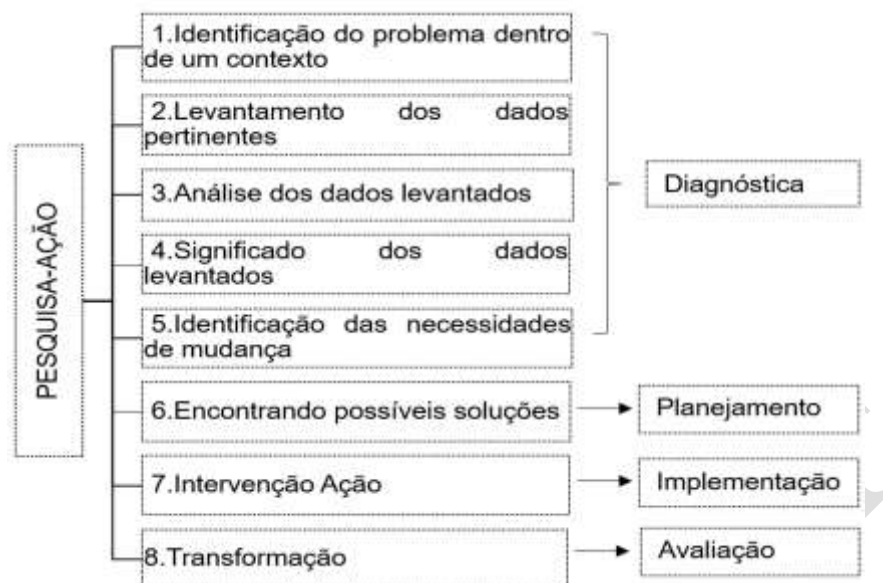 PESQUISA-AÇÃO
1.Identificação do problema dentro
de um contexto
2.Levantamento dos dados
pertinentes
3.Análise dos dados levantados
4.Significado dos dados
levantados
5.Identificação das necessidades
de mudança
Diagnóstica
6.Encontrando possíveis soluções
Planejamento
7.Intervenção Ação
Implementação
8.Transformação
Avaliação